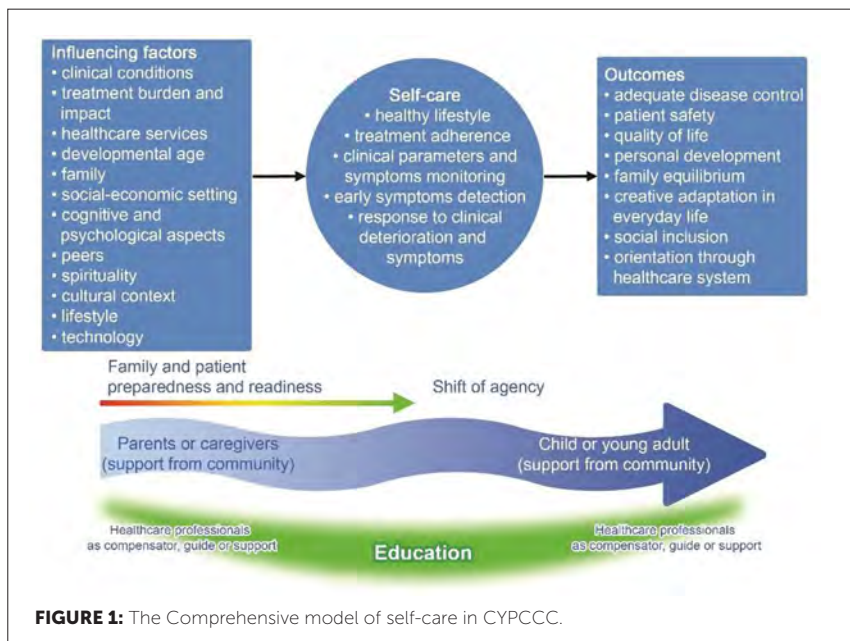 Influencing factors
• clinical conditions
• treatment burden and
impact
• healthcare services
• developmental age
• family
• social-economic setting
• cognitive and
psychological aspects
• peers
• spirituality
• cultural context
• lifestyle
• technology
Self-care
• healthy lifestyle
• treatment adherence
• clinical parameters and
symptoms monitoring
• early symptoms detection
• response to clinical
deterioration and
symptoms
Outcomes
• adequate disease control
• patient safety
• quality of life
• personal development
• family equilibrium
• creative adaptation in
everyday life
• social inclusion
• orientation through
healthcare system
Family and patient
preparedness and readiness
Shift of agency
Parents or caregivers
(support from community)
Child or young adult
(support from community)
Healthcare professionals
as compensator, guide or support
Education
Healthcare professionals
as compensator, guide or support
FIGURE 1: The Comprehensive model of self-care in CYPCCC.